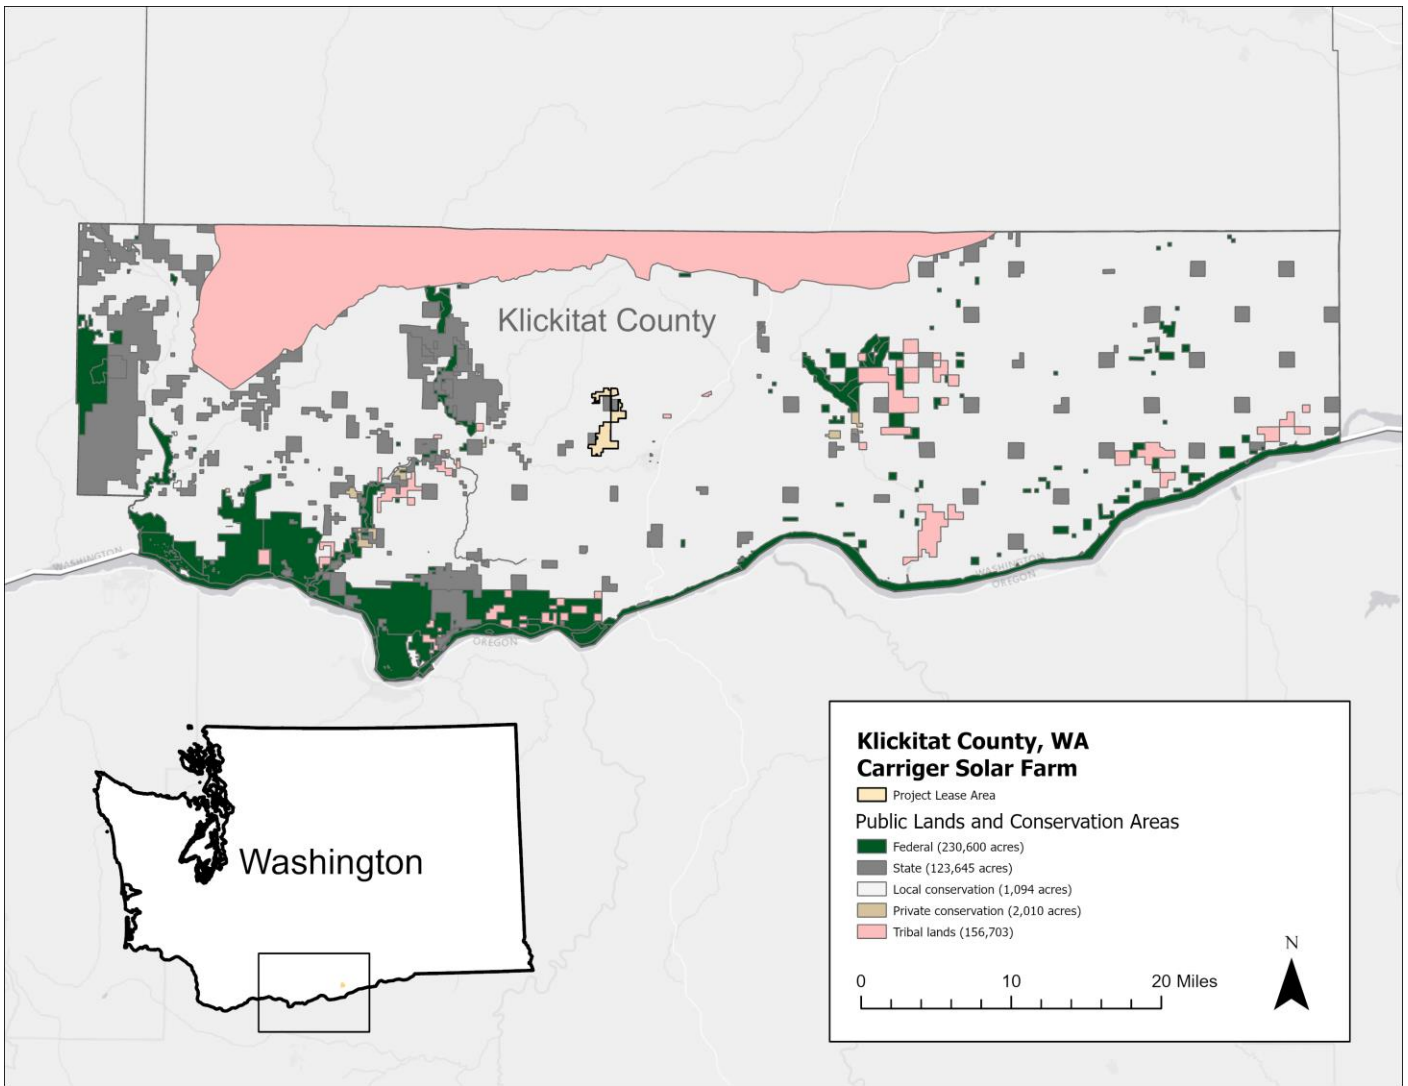 Klickitat County
WASHINGTON
WASHINGTON
OREGON
OREGON
Washington
Klickitat County, WA
Carriger Solar Farm
Project Lease Area
Public Lands and Conservation Areas
Federal (230,600 acres)
State (123,645 acres)
Local conservation (1,094 acres)
Private conservation (2,010 acres)
Tribal lands (156,703)
N
0 10 20 Miles